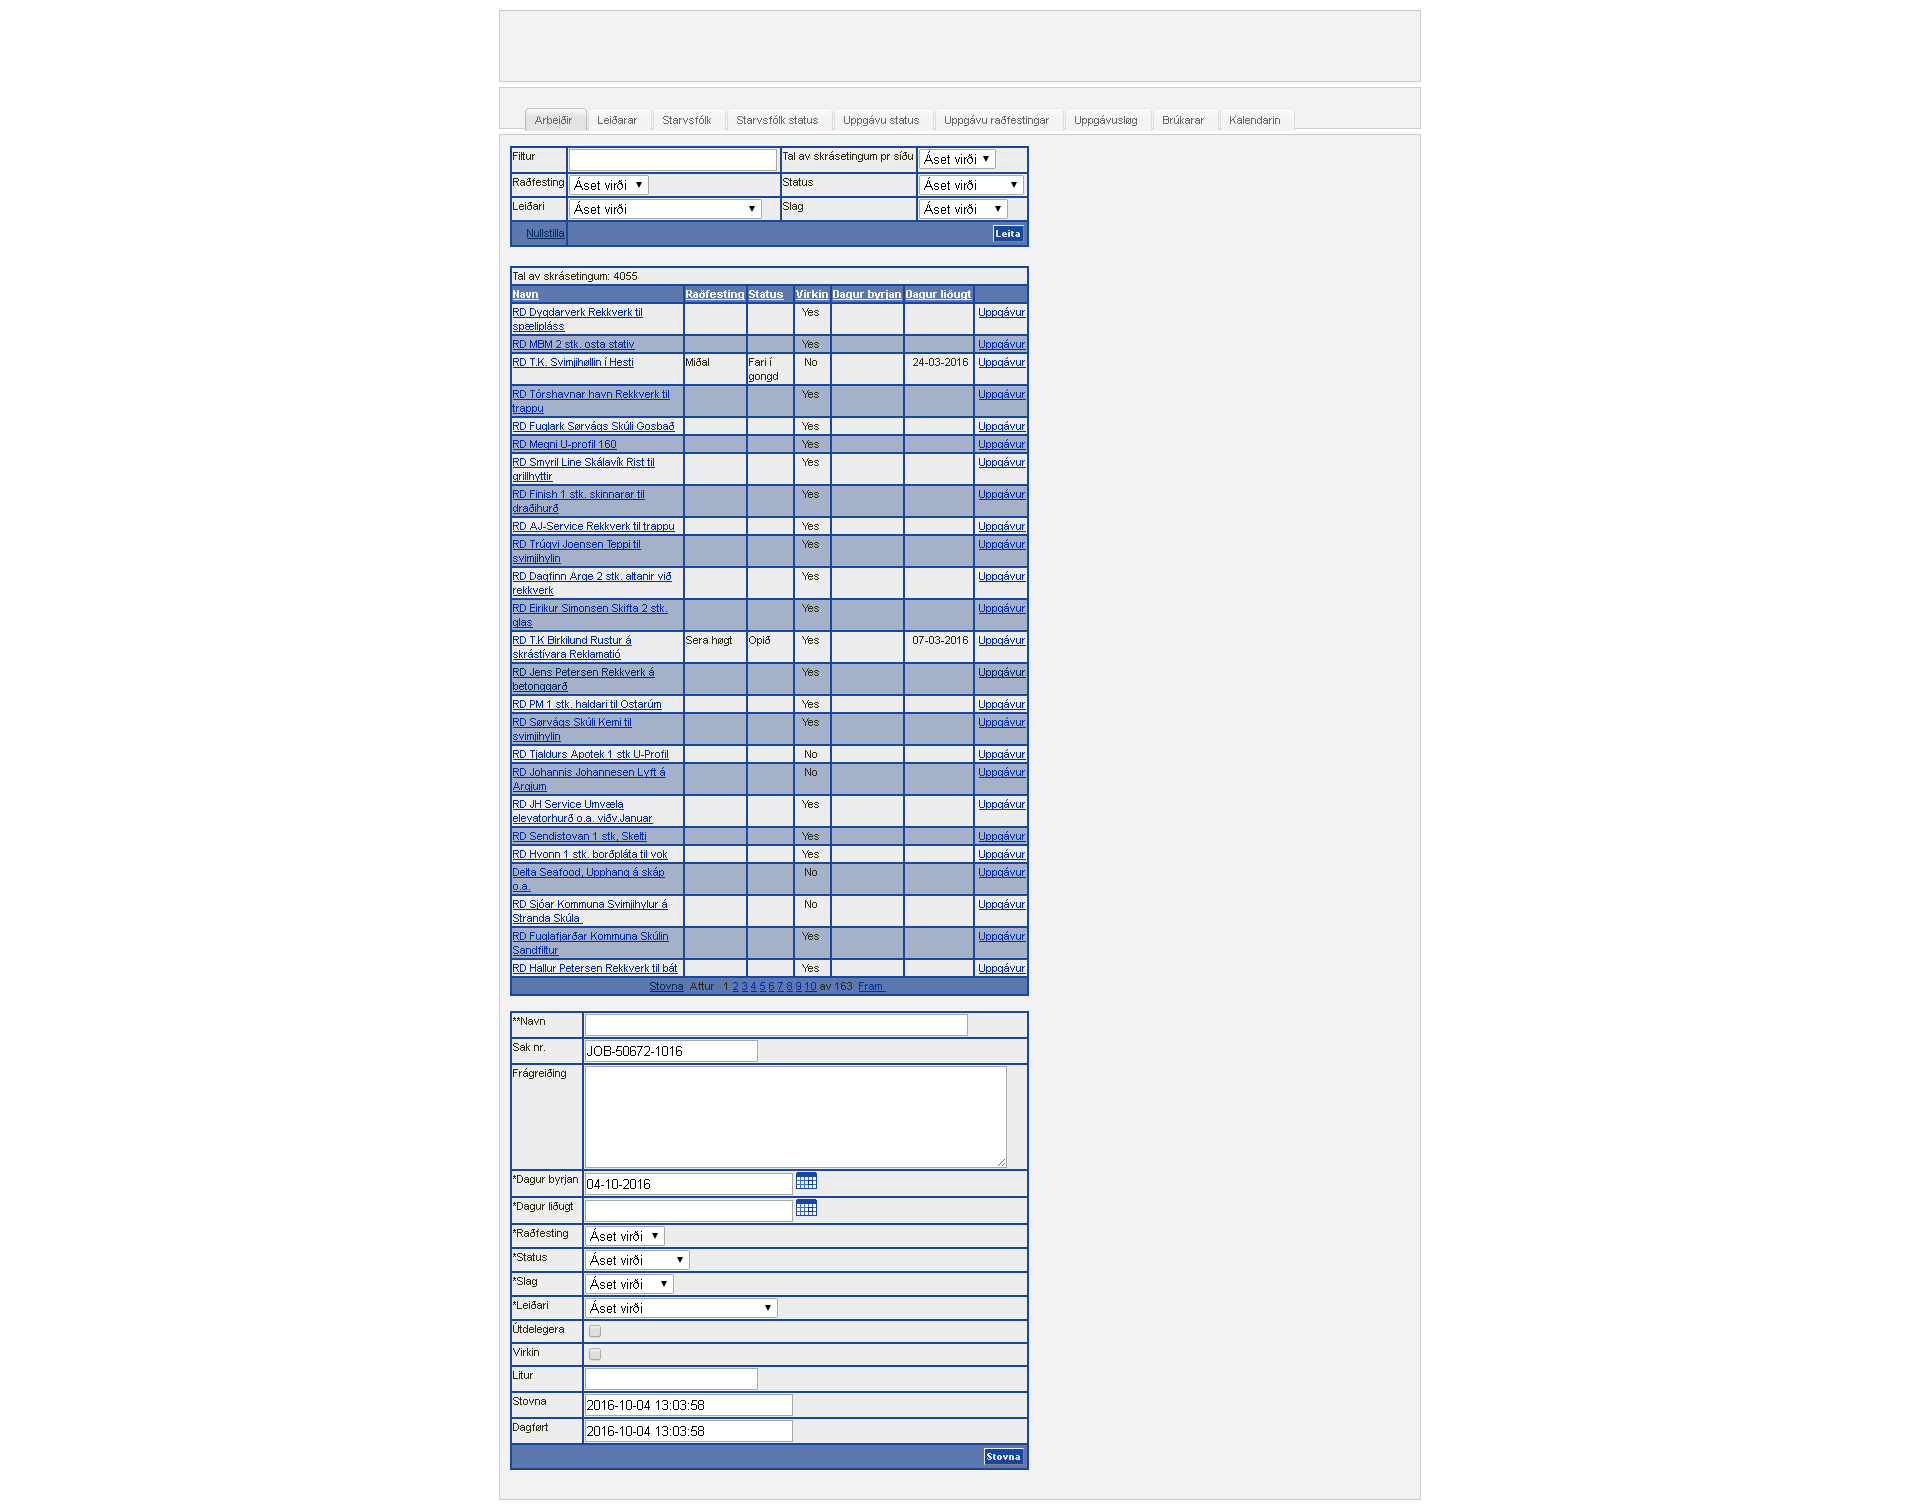 Arbeiðir Leiðarar Starvsfólk Starvsfólk status Uppgávu status Uppgávu raðfestingar Uppgávusløg Brúkarar Kalendarin
Filtur Tal av skrásetingum pr síðu Áset virði
Raðfesting Áset virði Status Áset virði
Leiðari Áset virði Slag Áset virði
Nullstilla Leita
Tal av skrásetingum: 4055
Navn Raðfesting Status Virkin Dagur byrjan Dagur liðugt
RD Dygdarverk Rekkverk til Yes Uppgávur
spælipláss
RD MBM 2 stk. osta stativ Yes Uppgávur
RD T.K. Svimjihøllin í Hesti Miðal Fari í No 24-03-2016 Uppgávur
gongd
RD Tórshavnar havn Rekkverk til Yes Uppgávur
trappu
RD Fuglark Sørvágs Skúli Gosbað Yes Uppgávur
RD Megni U-profil 160 Yes Uppgávur
RD Smyril Line Skálavík Rist til Yes Uppgávur
grillhyttir
RD Finish 1 stk. skinnarar til Yes Uppgávur
draðihurð
RD AJ-Service Rekkverk til trappu Yes Uppgávur
RD Trúgvi Joensen Teppi til Yes Uppgávur
svimjihylin
RD Dagfinn Arge 2 stk. altanir við Yes Uppgávur
rekkverk
RD Eirikur Simonsen Skifta 2 stk. Yes Uppgávur
glas
RD T.K Birkilund Rustur á Sera høgt Opið Yes 07-03-2016 Uppgávur
skrástívara Reklamatió
RD Jens Petersen Rekkverk á Yes Uppgávur
betonggarð
RD PM 1 stk. haldari til Ostarúm Yes Uppgávur
RD Sørvágs Skúli Kemi til Yes Uppgávur
svimjihylin
RD Tjaldurs Apotek 1 stk U-Profil No Uppgávur
RD Johannis Johannesen Lyft á No Uppgávur
Argjum
RD JH Service Umvæla Yes Uppgávur
elevatorhurð o.a. viðv.Januar
RD Sendistovan 1 stk, Skelti Yes Uppgávur
RD Hvonn 1 stk. borðpláta til vok Yes Uppgávur
Delta Seafood, Upphang á skáp No Uppgávur
o.a.
RD Sjóar Kommuna Svimjihylur á No Uppgávur
Stranda Skúla
RD Fuglafjarðar Kommuna Skúlin Yes Uppgávur
Sandfiltur
RD Hallur Petersen Rekkverk til bát Yes Uppgávur
Stovna Aftur 1 2 3 4 5 6 7 8 9 10 av 163 Fram
**Navn
Sak nr. JOB-50672-1016
Frágreiðing
*Dagur byrjan 04-10-2016
*Dagur liðugt
*Raðfesting Áset virði
*Status Áset virði
*Slag Áset virði
*Leiðari Áset virði
Útdelegera
Virkin
Litur
Stovna 2016-10-04 13:03:58
Dagført 2016-10-04 13:03:58
Stovna